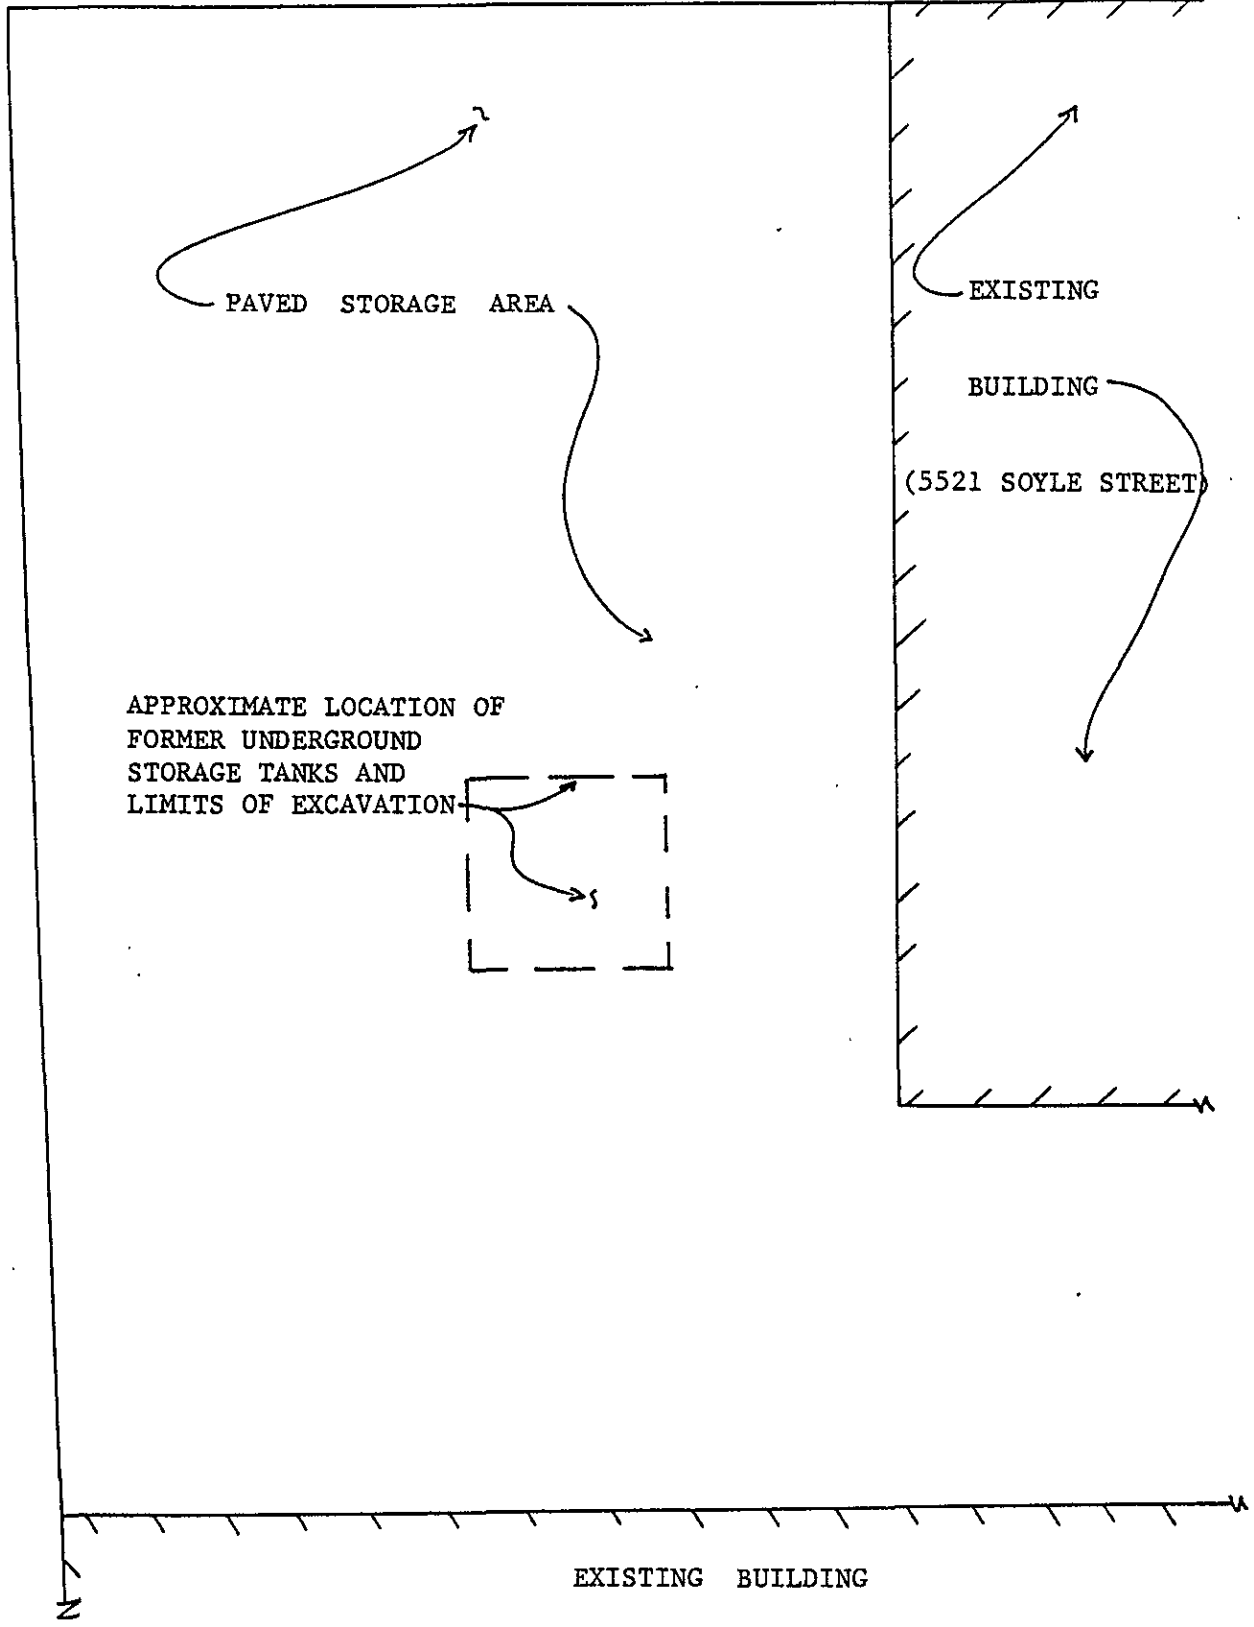 PAVED STORAGE AREA
EXISTING
BUILDING
(5521 SOYLE STREET)
APPROXIMATE LOCATION OF
FORMER UNDERGROUND
STORAGE TANKS AND
LIMITS OF EXCAVATION
EXISTING BUILDING